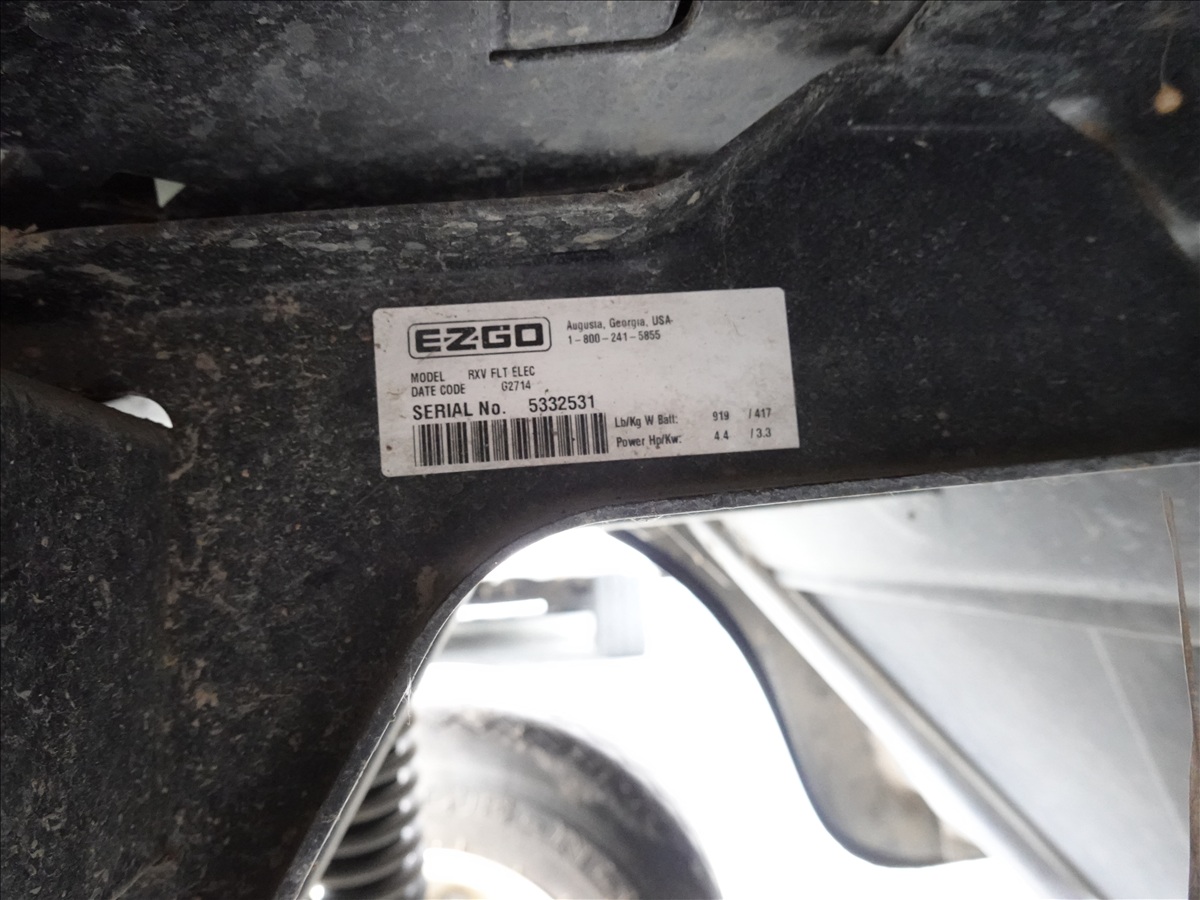 E-Z-GO
Augusta, Georgia, USA
1-800-241-5855
MODEL RXV FLT ELEC
DATE CODE G2714
SERIAL No. 5332531
Lb/Kg W Batt: 919 / 417
Power Hp/Kw: 4.4 / 3.3